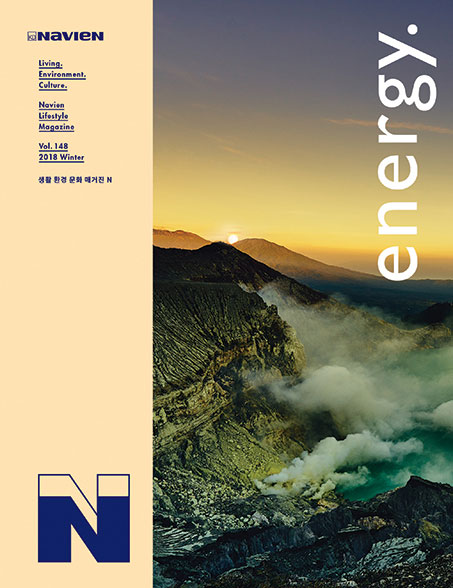 NAVIEN
Living.
Environment.
Culture.
Navien
Lifestyle
Magazine
Vol. 148
2018 Winter
생활 환경 문화 매거진 N
energy.
N